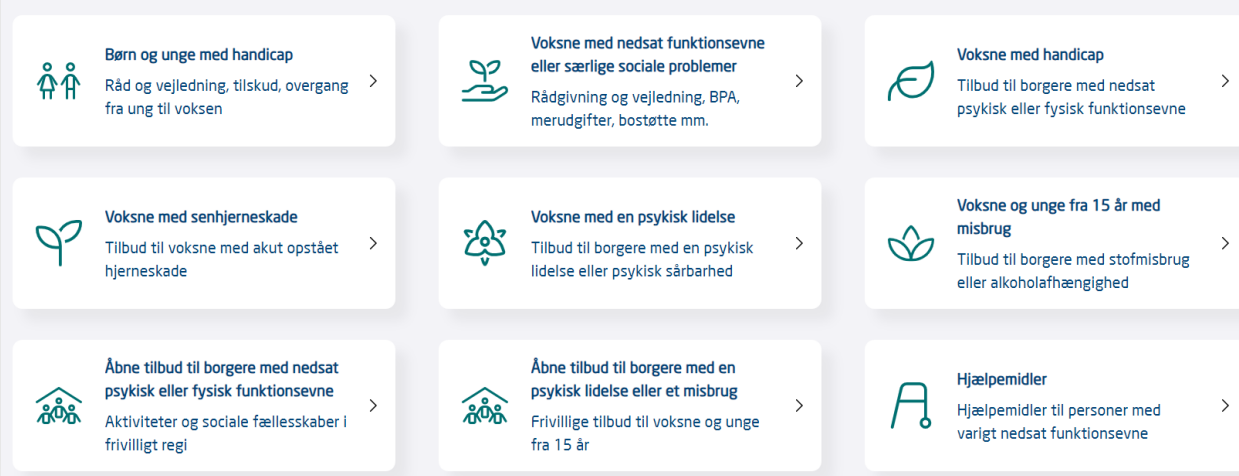 Børn og unge med handicap
Råd og vejledning, tilskud, overgang
fra ung til voksen
Voksne med nedsat funktionsevne
eller særlige sociale problemer
Rådgivning og vejledning, BPA,
merudgifter, bostøtte mm.
Voksne med handicap
Tilbud til borgere med nedsat
psykisk eller fysisk funktionsevne
Voksne med senhjerneskade
Tilbud til voksne med akut opstået
hjerneskade
Voksne med en psykisk lidelse
Tilbud til borgere med en psykisk
lidelse eller psykisk sårbarhed
Voksne og unge fra 15 år med
misbrug
Tilbud til borgere med stofmisbrug
eller alkoholafhængighed
Åbne tilbud til borgere med nedsat
psykisk eller fysisk funktionsevne
Aktiviteter og sociale fællesskaber i
frivilligt regi
Åbne tilbud til borgere med en
psykisk lidelse eller et misbrug
Frivillige tilbud til voksne og unge
fra 15 år
Hjælpemidler
Hjælpemidler til personer med
varigt nedsat funktionsevne